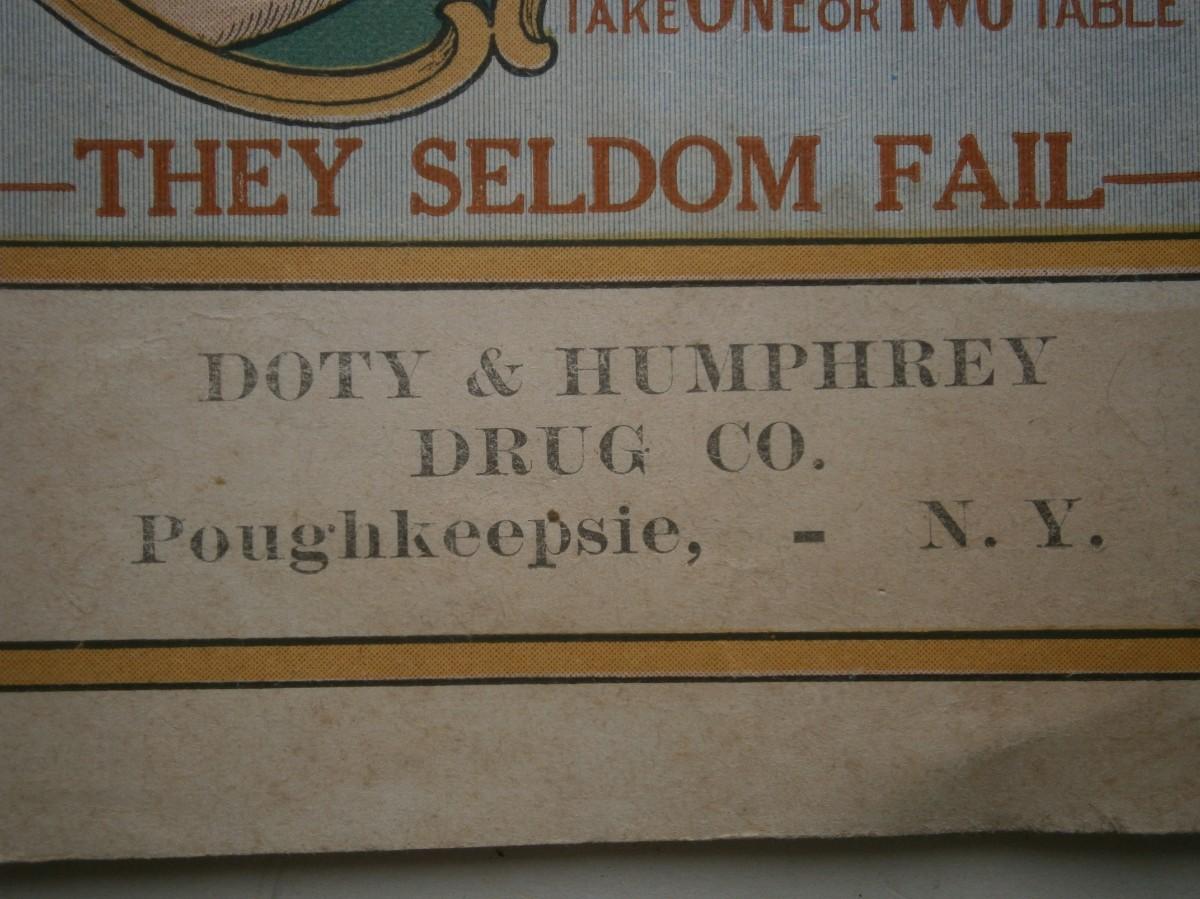 TAKE ONE OR TWO TABLE
THEY SELDOM FAIL
DOTY & HUMPHREY
DRUG CO.
Poughkeepsie, - N. Y.